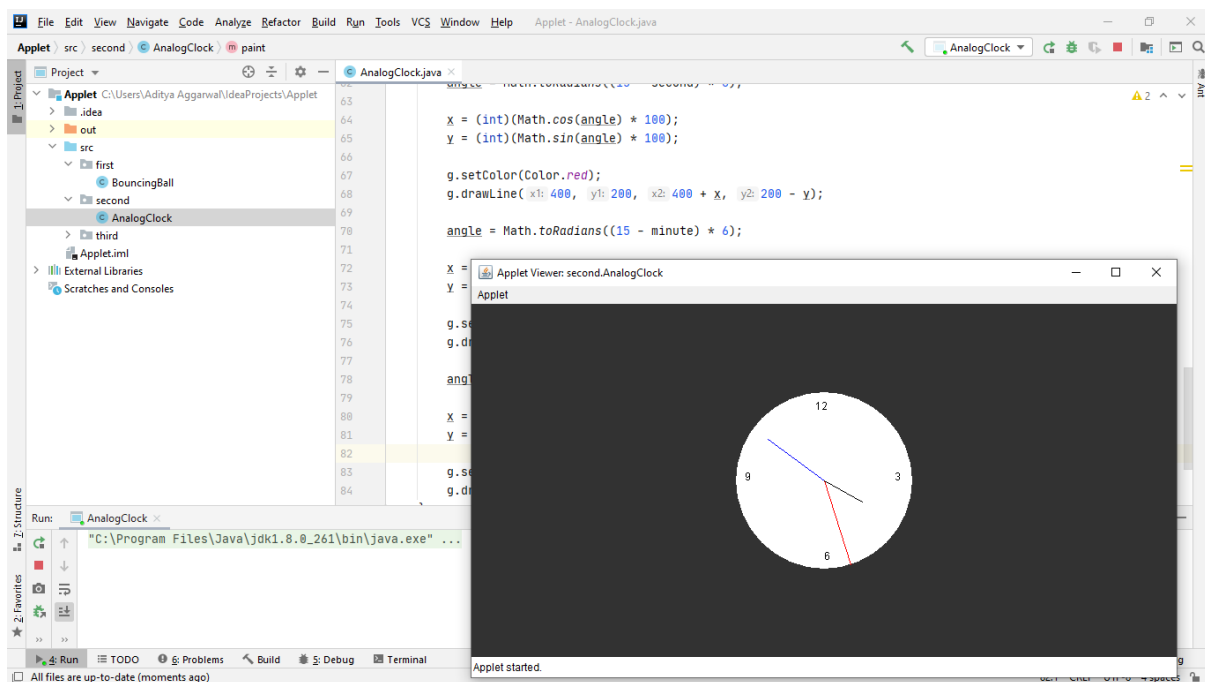 File Edit View Navigate Code Analyze Refactor Build Run Tools VCS Window Help Applet - AnalogClock.java
Applet src second AnalogClock paint AnalogClock
Project AnalogClock.java
1: Project
Ant
Applet C:\Users\Aditya Aggarwal\IdeaProjects\Applet
.idea
out
src
first
BouncingBall
second
AnalogClock
third
Applet.iml
External Libraries
Scratches and Consoles
2
63
64 x = (int)(Math.cos(angle) * 100);
65 y = (int)(Math.sin(angle) * 100);
66
67 g.setColor(Color.red);
68 g.drawLine( x1: 400, y1: 200, x2: 400 + x, y2: 200 - y);
69
70 angle = Math.toRadians((15 - minute) * 6);
71
72 x =
73 y =
74
75 g.se
76 g.dr
77
78 angl
79
80 x =
81 y =
82
83 g.se
84 g.dr
Applet Viewer: second.AnalogClock
Applet
12
9 3
6
Applet started.
7: Structure
2: Favorites
Run: AnalogClock
"C:\Program Files\Java\jdk1.8.0_261\bin\java.exe" ...
4: Run TODO 6: Problems Build 5: Debug Terminal
All files are up-to-date (moments ago)